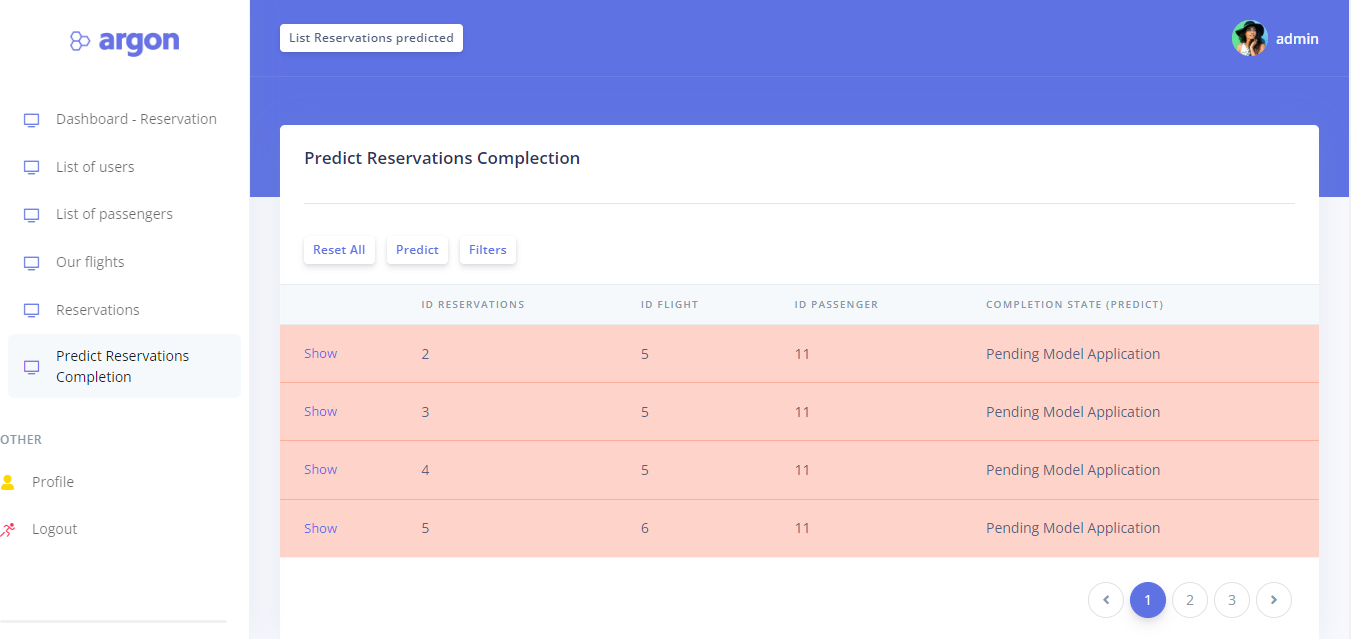 argon
List Reservations predicted
admin
Dashboard - Reservation
List of users
List of passengers
Our flights
Reservations
Predict Reservations
Completion
OTHER
Profile
Logout
Predict Reservations Complection
Reset All Predict Filters
ID RESERVATIONS ID FLIGHT ID PASSENGER COMPLETION STATE (PREDICT)
Show 2 5 11 Pending Model Application
Show 3 5 11 Pending Model Application
Show 4 5 11 Pending Model Application
Show 5 6 11 Pending Model Application
1 2 3